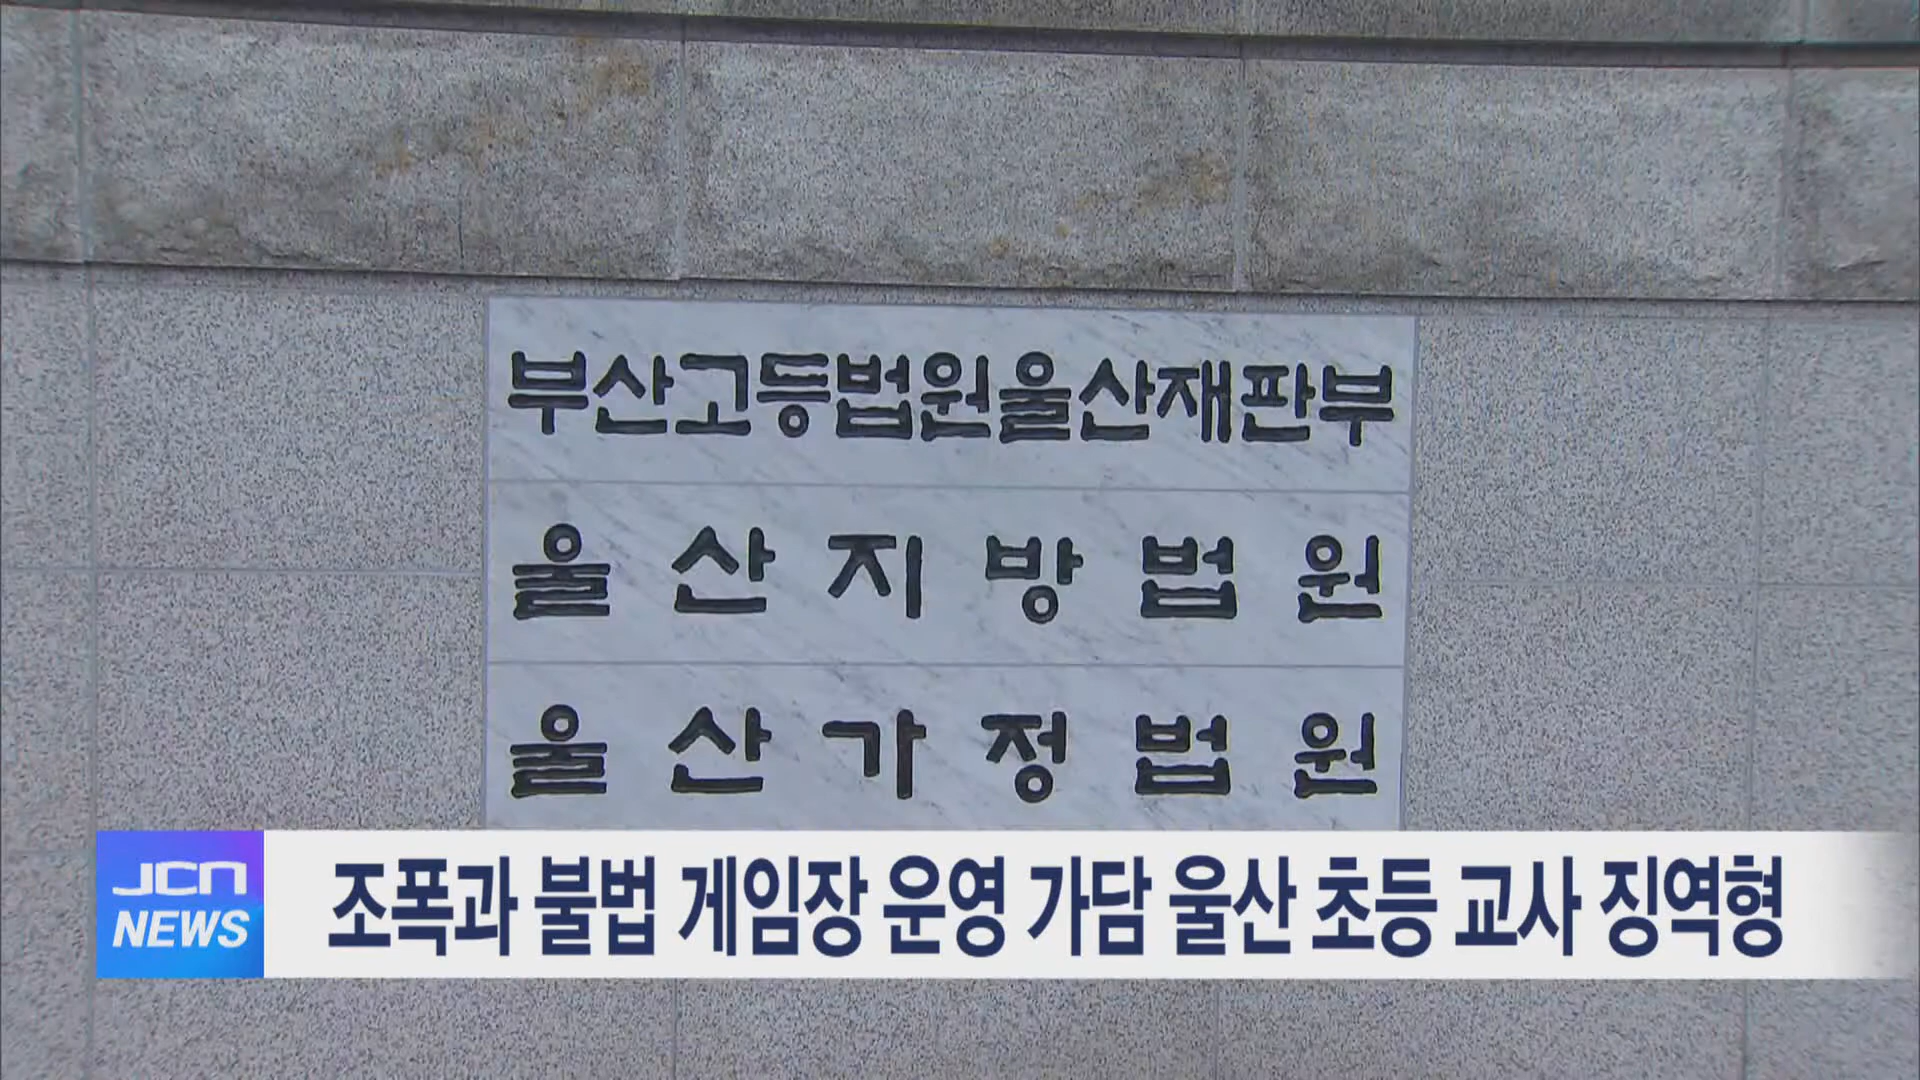 부산고등법원울산재판부
울산지방법원
울산가정법원
JCN
NEWS
조폭과 불법 게임장 운영 가담 울산 초등 교사 징역형